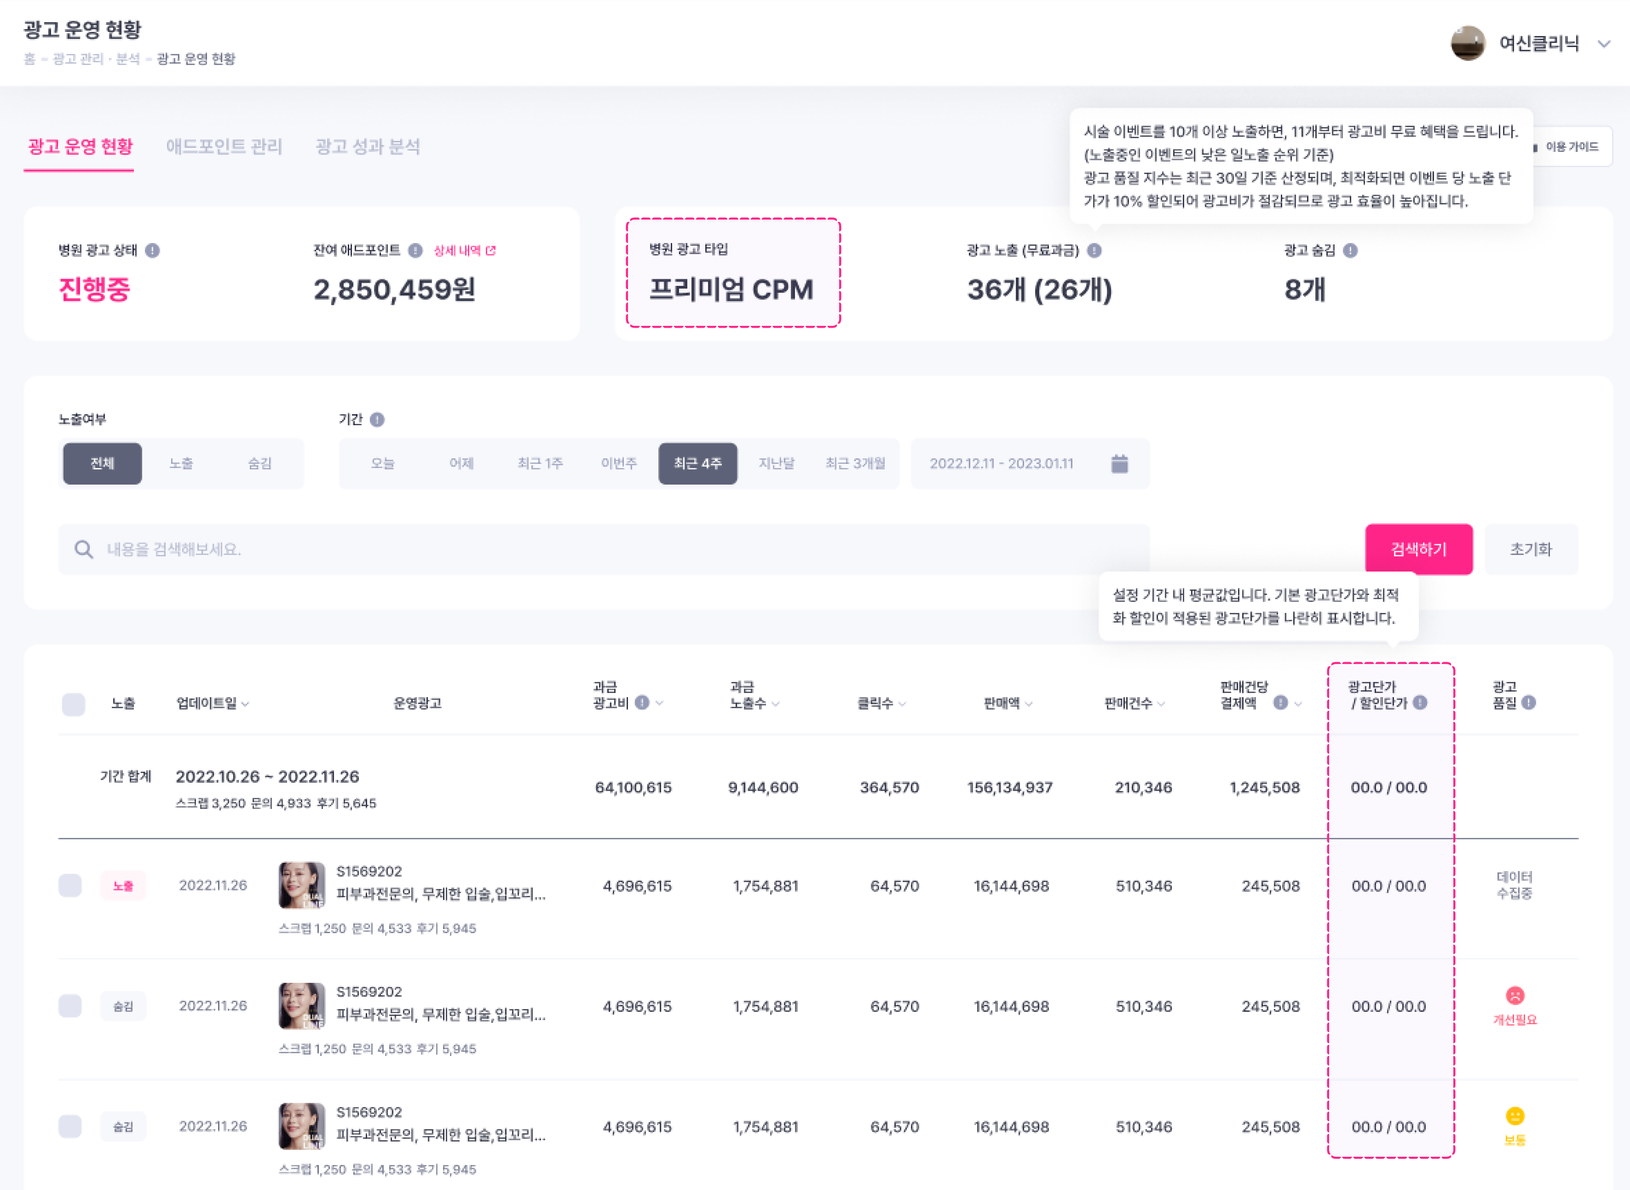 광고 운영 현황
홈 - 광고 관리 · 분석 - 광고 운영 현황
여신클리닉
광고 운영 현황
애드포인트 관리
광고 성과 분석
이용 가이드
시술 이벤트를 10개 이상 노출하면, 11개부터 광고비 무료 혜택을 드립니다.
(노출중인 이벤트의 낮은 일노출 순위 기준)
광고 품질 지수는 최근 30일 기준 산정되며, 최적화되면 이벤트 당 노출 단
가가 10% 할인되어 광고비가 절감되므로 광고 효율이 높아집니다.
병원 광고 상태
진행중
잔여 애드포인트 상세 내역
2,850,459원
병원 광고 타입
프리미엄 CPM
광고 노출 (무료과금)
36개 (26개)
광고 숨김
8개
노출여부
전체 노출 숨김
기간
오늘 어제 최근 1주 이번주 최근 4주 지난달 최근 3개월
2022.12.11 - 2023.01.11
내용을 검색해보세요.
검색하기
초기화
설정 기간 내 평균값입니다. 기본 광고단가와 최적
화 할인이 적용된 광고단가를 나란히 표시합니다.
노출
업데이트일
운영광고
과금
광고비
과금
노출수
클릭수
판매액
판매건수
판매건당
결제액
광고단가
/ 할인단가
광고
품질
기간 합계
2022.10.26 ~ 2022.11.26
스크랩 3,250 문의 4,933 후기 5,645
64,100,615
9,144,600
364,570
156,134,937
210,346
1,245,508
00.0 / 00.0
노출
2022.11.26
DUAL
LOVE
S1569202
피부과전문의, 무제한 입술,입꼬리...
스크랩 1,250 문의 4,533 후기 5,945
4,696,615
1,754,881
64,570
16,144,698
510,346
245,508
00.0 / 00.0
데이터
수집중
숨김
2022.11.26
DUAL
LOVE
S1569202
피부과전문의, 무제한 입술,입꼬리...
스크랩 1,250 문의 4,533 후기 5,945
4,696,615
1,754,881
64,570
16,144,698
510,346
245,508
00.0 / 00.0
개선필요
숨김
2022.11.26
DUAL
LOVE
S1569202
피부과전문의, 무제한 입술,입꼬리...
스크랩 1,250 문의 4,533 후기 5,945
4,696,615
1,754,881
64,570
16,144,698
510,346
245,508
00.0 / 00.0
보통